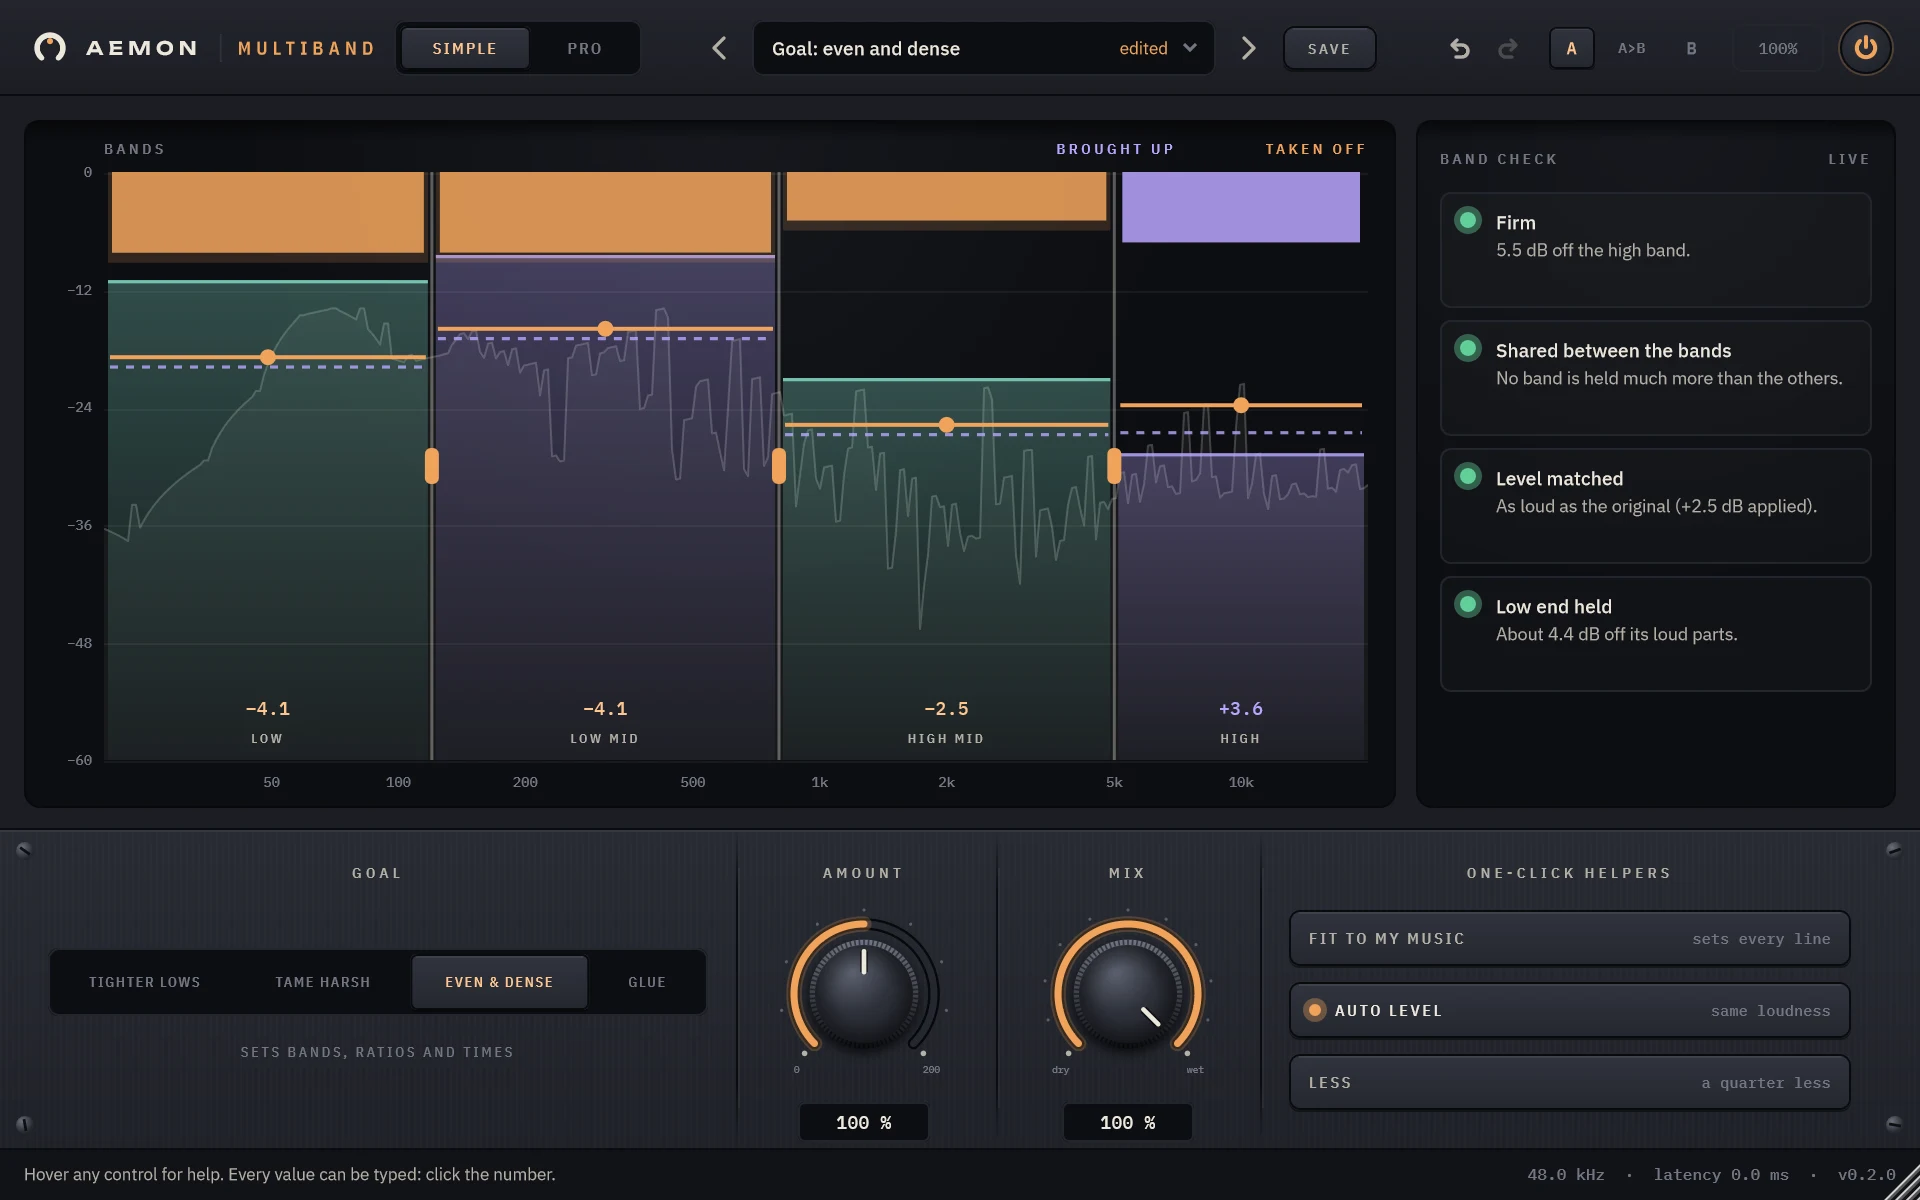 AEMON MULTIBAND SIMPLE PRO Goal: even and dense edited SAVE A A>B B 100%
BANDS BROUGHT UP TAKEN OFF
0
−12
−24
−36
−48
−60
−4.1 −4.1 −2.5 +3.6
LOW LOW MID HIGH MID HIGH
50 100 200 500 1k 2k 5k 10k
BAND CHECK LIVE
Firm
5.5 dB off the high band.
Shared between the bands
No band is held much more than the others.
Level matched
As loud as the original (+2.5 dB applied).
Low end held
About 4.4 dB off its loud parts.
GOAL
TIGHTER LOWS TAME HARSH EVEN & DENSE GLUE
SETS BANDS, RATIOS AND TIMES
AMOUNT
0 200
100 %
MIX
dry wet
100 %
ONE-CLICK HELPERS
FIT TO MY MUSIC sets every line
AUTO LEVEL same loudness
LESS a quarter less
Hover any control for help. Every value can be typed: click the number.
48.0 kHz · latency 0.0 ms · v0.2.0